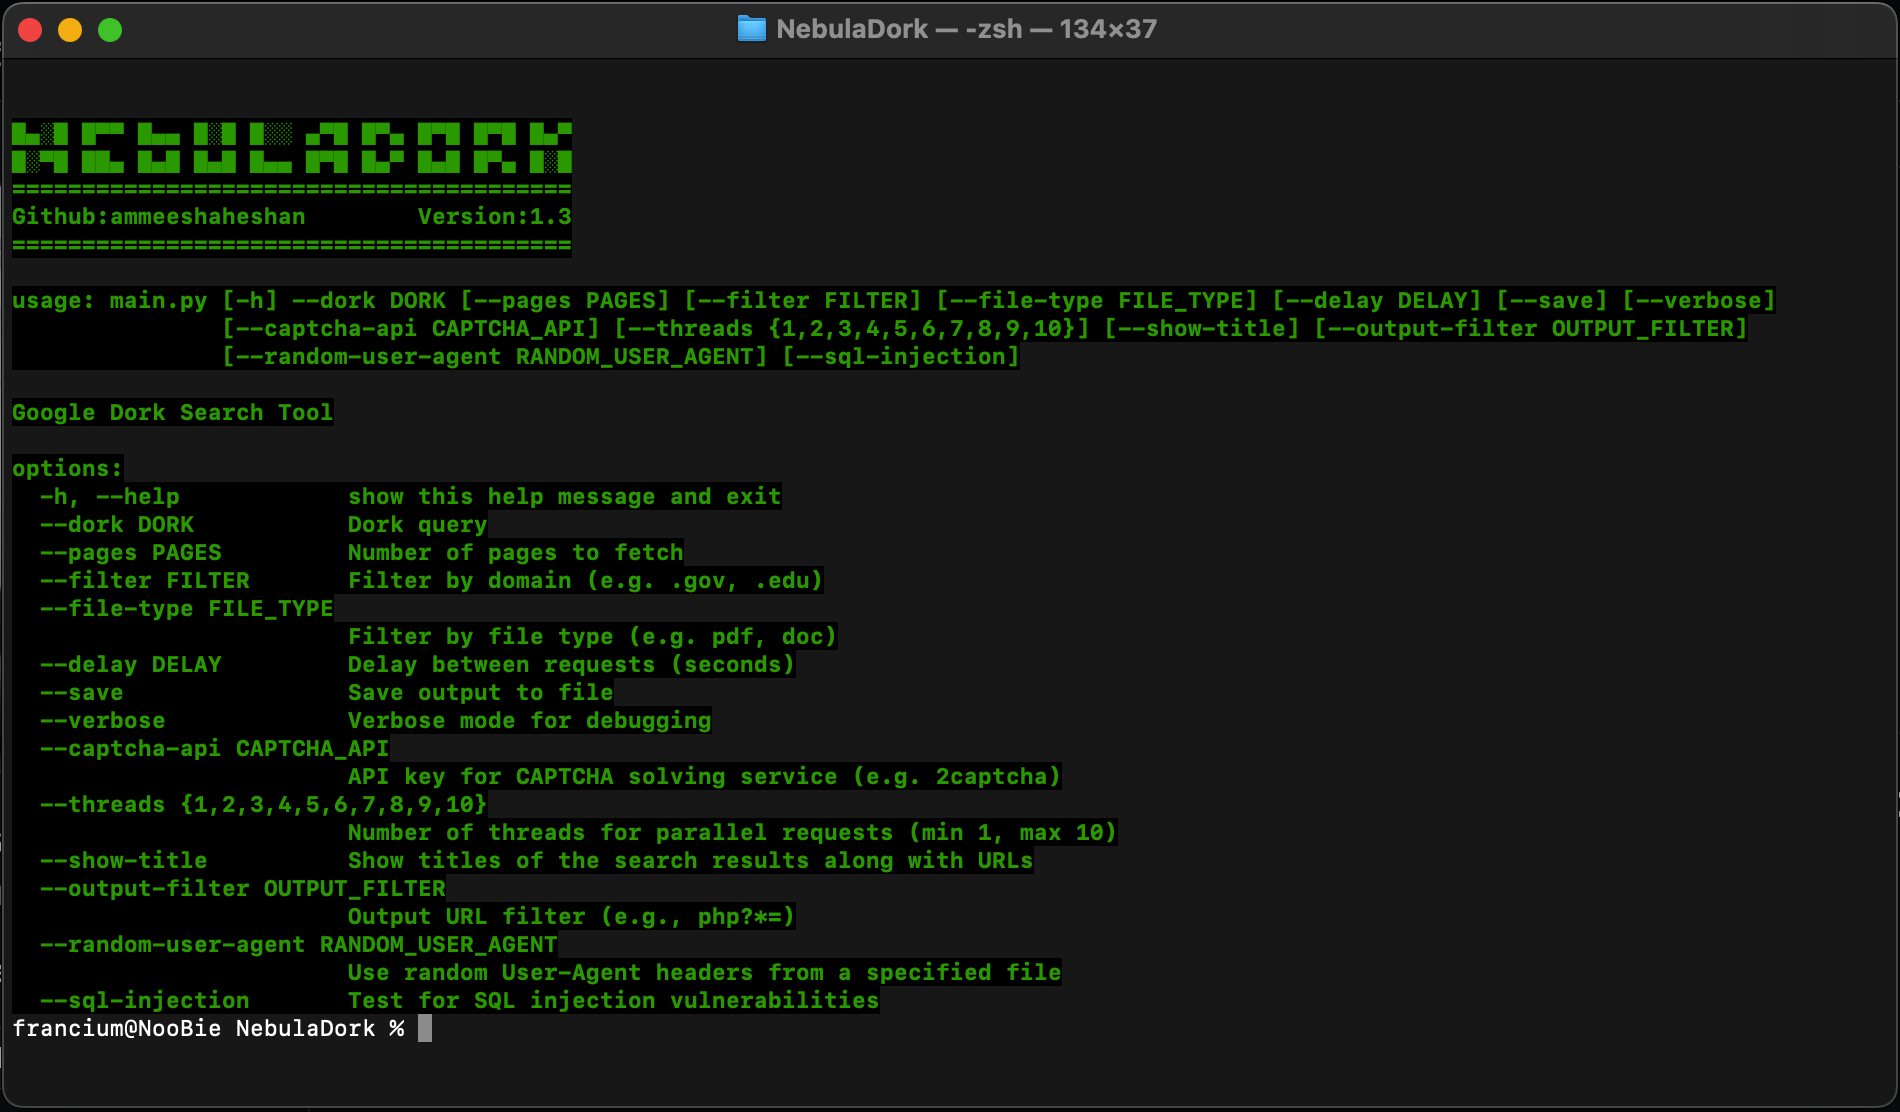 NebulaDork — -zsh — 134×37
NEBULADORK
========================================
Github:ammeeshaheshan        Version:1.3
========================================
usage: main.py [-h] --dork DORK [--pages PAGES] [--filter FILTER] [--file-type FILE_TYPE] [--delay DELAY] [--save] [--verbose]
               [--captcha-api CAPTCHA_API] [--threads {1,2,3,4,5,6,7,8,9,10}] [--show-title] [--output-filter OUTPUT_FILTER]
               [--random-user-agent RANDOM_USER_AGENT] [--sql-injection]
Google Dork Search Tool
options:
  -h, --help            show this help message and exit
  --dork DORK           Dork query
  --pages PAGES         Number of pages to fetch
  --filter FILTER       Filter by domain (e.g. .gov, .edu)
  --file-type FILE_TYPE
                        Filter by file type (e.g. pdf, doc)
  --delay DELAY         Delay between requests (seconds)
  --save                Save output to file
  --verbose             Verbose mode for debugging
  --captcha-api CAPTCHA_API
                        API key for CAPTCHA solving service (e.g. 2captcha)
  --threads {1,2,3,4,5,6,7,8,9,10}
                        Number of threads for parallel requests (min 1, max 10)
  --show-title          Show titles of the search results along with URLs
  --output-filter OUTPUT_FILTER
                        Output URL filter (e.g., php?*=)
  --random-user-agent RANDOM_USER_AGENT
                        Use random User-Agent headers from a specified file
  --sql-injection       Test for SQL injection vulnerabilities
francium@NooBie NebulaDork %